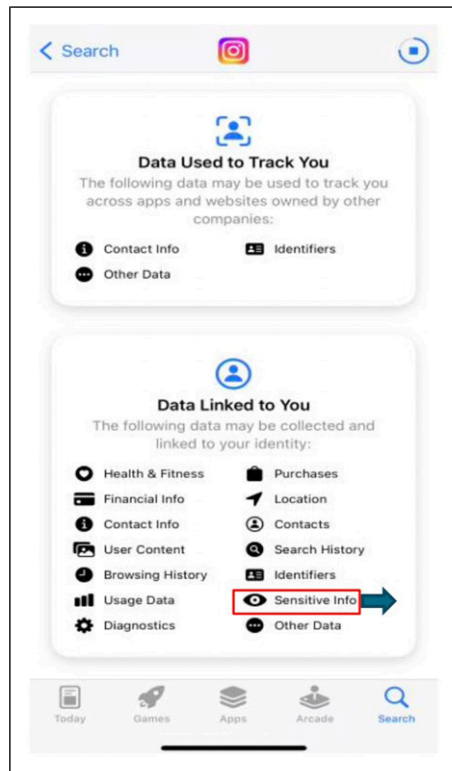 Search
Data Used to Track You
The following data may be used to track you
across apps and websites owned by other
companies:
Contact Info
Identifiers
Other Data
Data Linked to You
The following data may be collected and
linked to your identity:
Health & Fitness
Purchases
Financial Info
Location
Contact Info
Contacts
User Content
Search History
Browsing History
Identifiers
Usage Data
Sensitive Info
Diagnostics
Other Data
Today
Games
Apps
Arcade
Search